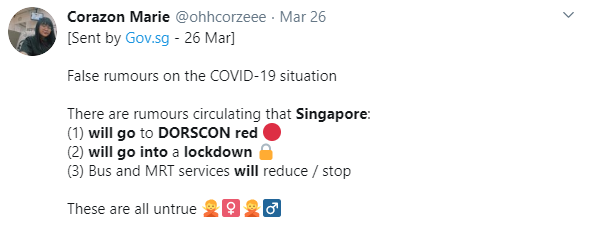 Corazon Marie @ohhcorzeee · Mar 26
[Sent by Gov.sg - 26 Mar]
False rumours on the COVID-19 situation
There are rumours circulating that Singapore:
(1) will go to DORSCON red 🔴
(2) will go into a lockdown 🔒
(3) Bus and MRT services will reduce / stop
These are all untrue 🙅♀️🙅♂️